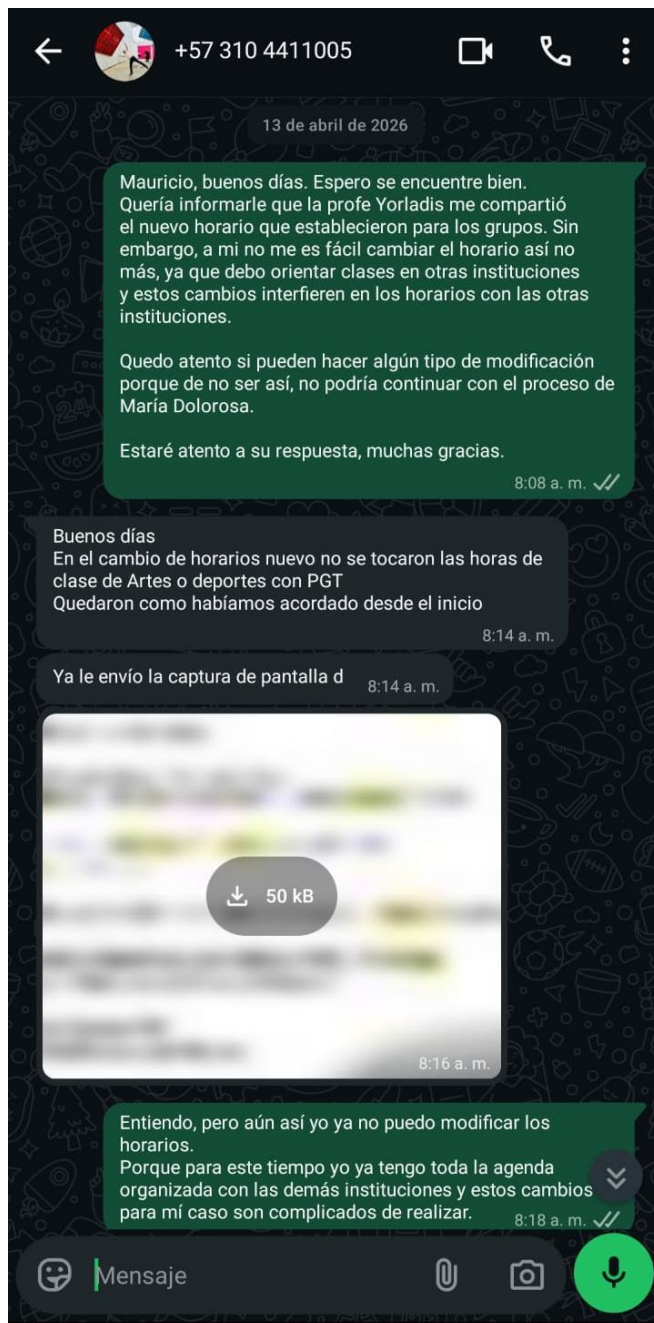 +57 310 4411005
13 de abril de 2026
Mauricio, buenos días. Espero se encuentre bien.
Quería informarle que la profe Yorladis me compartió
el nuevo horario que establecieron para los grupos. Sin
embargo, a mi no me es fácil cambiar el horario así no
más, ya que debo orientar clases en otras instituciones
y estos cambios interfieren en los horarios con las otras
instituciones.
Quedo atento si pueden hacer algún tipo de modificación
porque de no ser así, no podría continuar con el proceso de
María Dolorosa.
Estaré atento a su respuesta, muchas gracias.
8:08 a. m.
Buenos días
En el cambio de horarios nuevo no se tocaron las horas de
clase de Artes o deportes con PGT
Quedaron como habíamos acordado desde el inicio
8:14 a. m.
Ya le envío la captura de pantalla d
8:14 a. m.
50 kB
8:16 a. m.
Entiendo, pero aún así yo ya no puedo modificar los
horarios.
Porque para este tiempo yo ya tengo toda la agenda
organizada con las demás instituciones y estos cambios
para mí caso son complicados de realizar.
8:18 a. m.
Mensaje